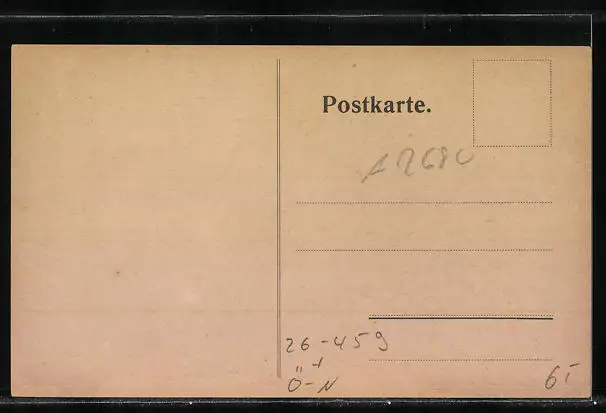 Postkarte.
A2680
26-459
Ö-N
6,-